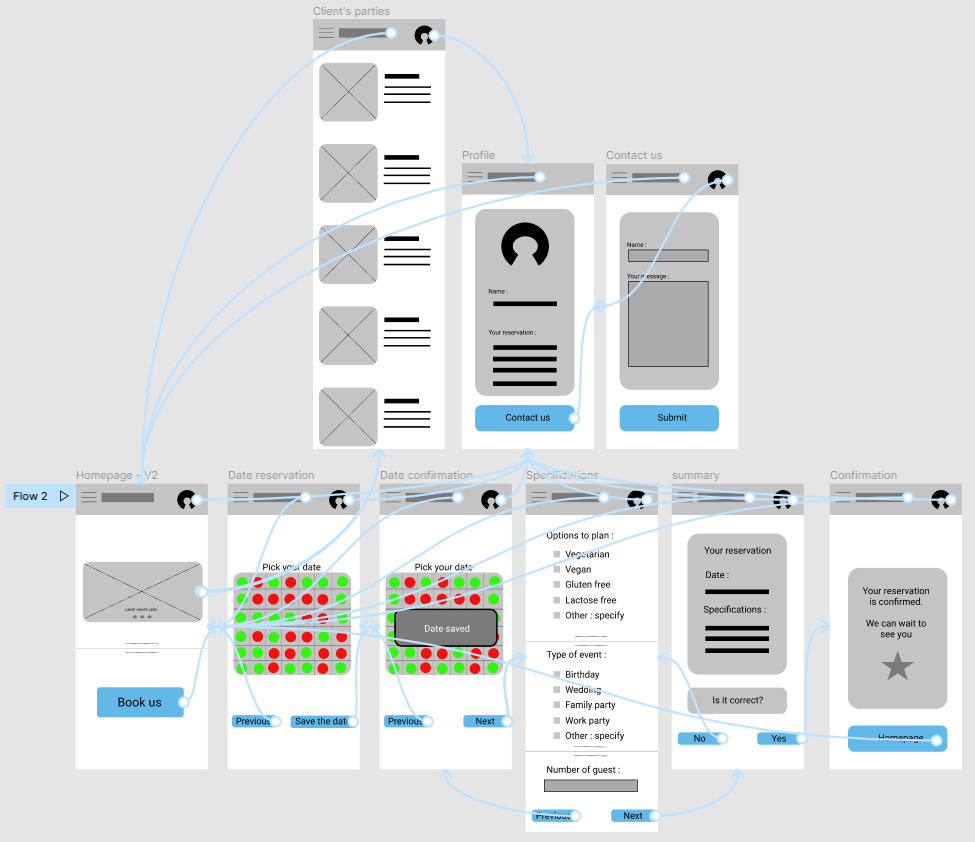 Client's parties
Profile
Contact us
Name :
Your reservation :
Contact us
Name :
Your message :
Submit
Flow 2
Homepage - V2
Latest client's party
Book us
Date reservation
Pick your date
Previous
Save the date
Date confirmation
Pick your date
Date saved
Previous
Next
Specifications
Options to plan :
Vegetarian
Vegan
Gluten free
Lactose free
Other : specify
Type of event :
Birthday
Wedding
Family party
Work party
Other : specify
Number of guest :
Previous
Next
summary
Your reservation
Date :
Specifications :
Is it correct?
No
Yes
Confirmation
Your reservation
is confirmed.
We can wait to
see you
Homepage